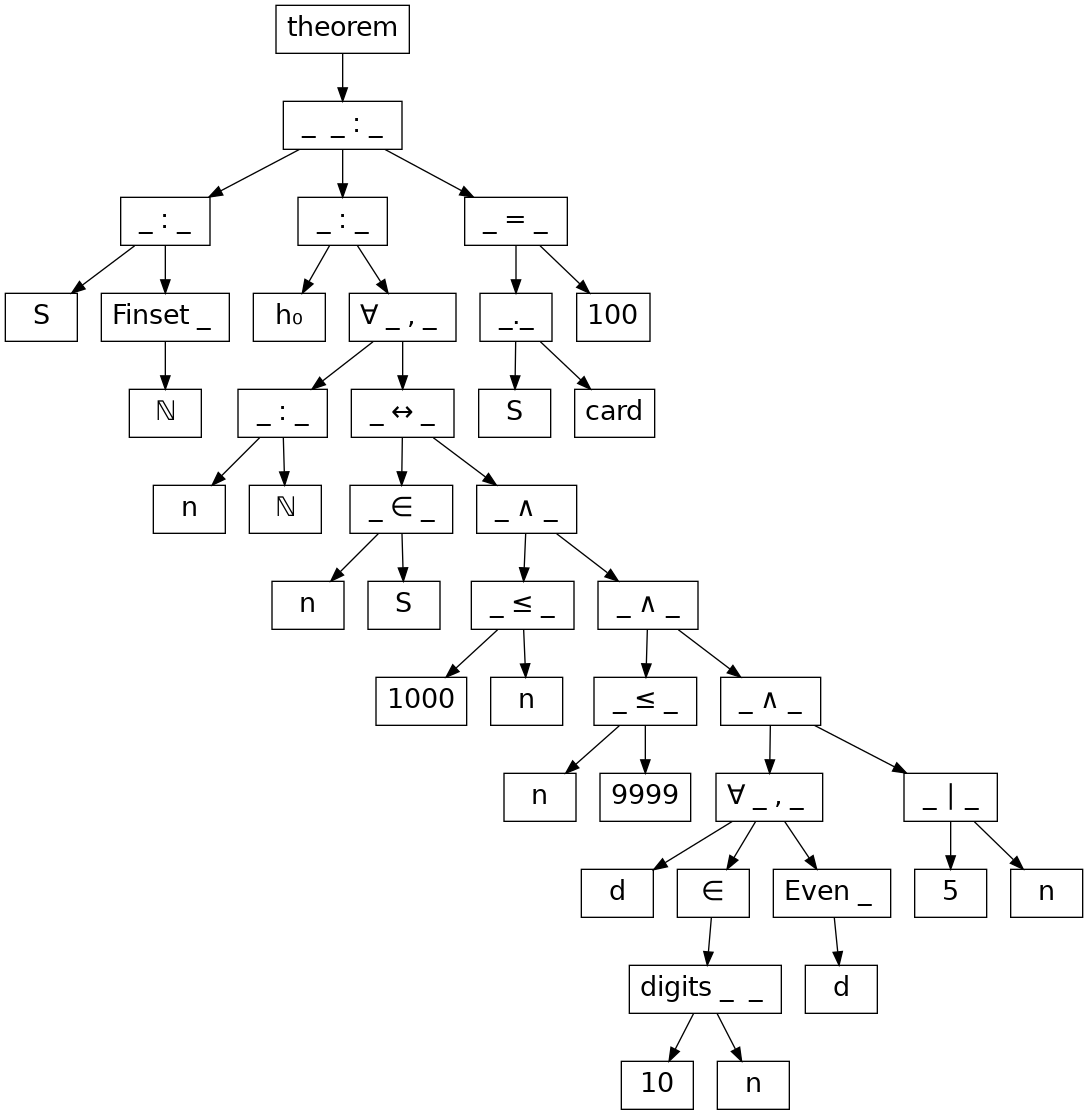 theorem
_ _ : _
_ : _
_ : _
_ = _
S
Finset _
h₀
∀ _ , _
_._
100
ℕ
_ : _
_ ↔ _
S
card
n
ℕ
_ ∈ _
_ ∧ _
n
S
_ ≤ _
_ ∧ _
1000
n
_ ≤ _
_ ∧ _
n
9999
∀ _ , _
_ | _
d
∈
Even _
5
n
digits _ _
d
10
n